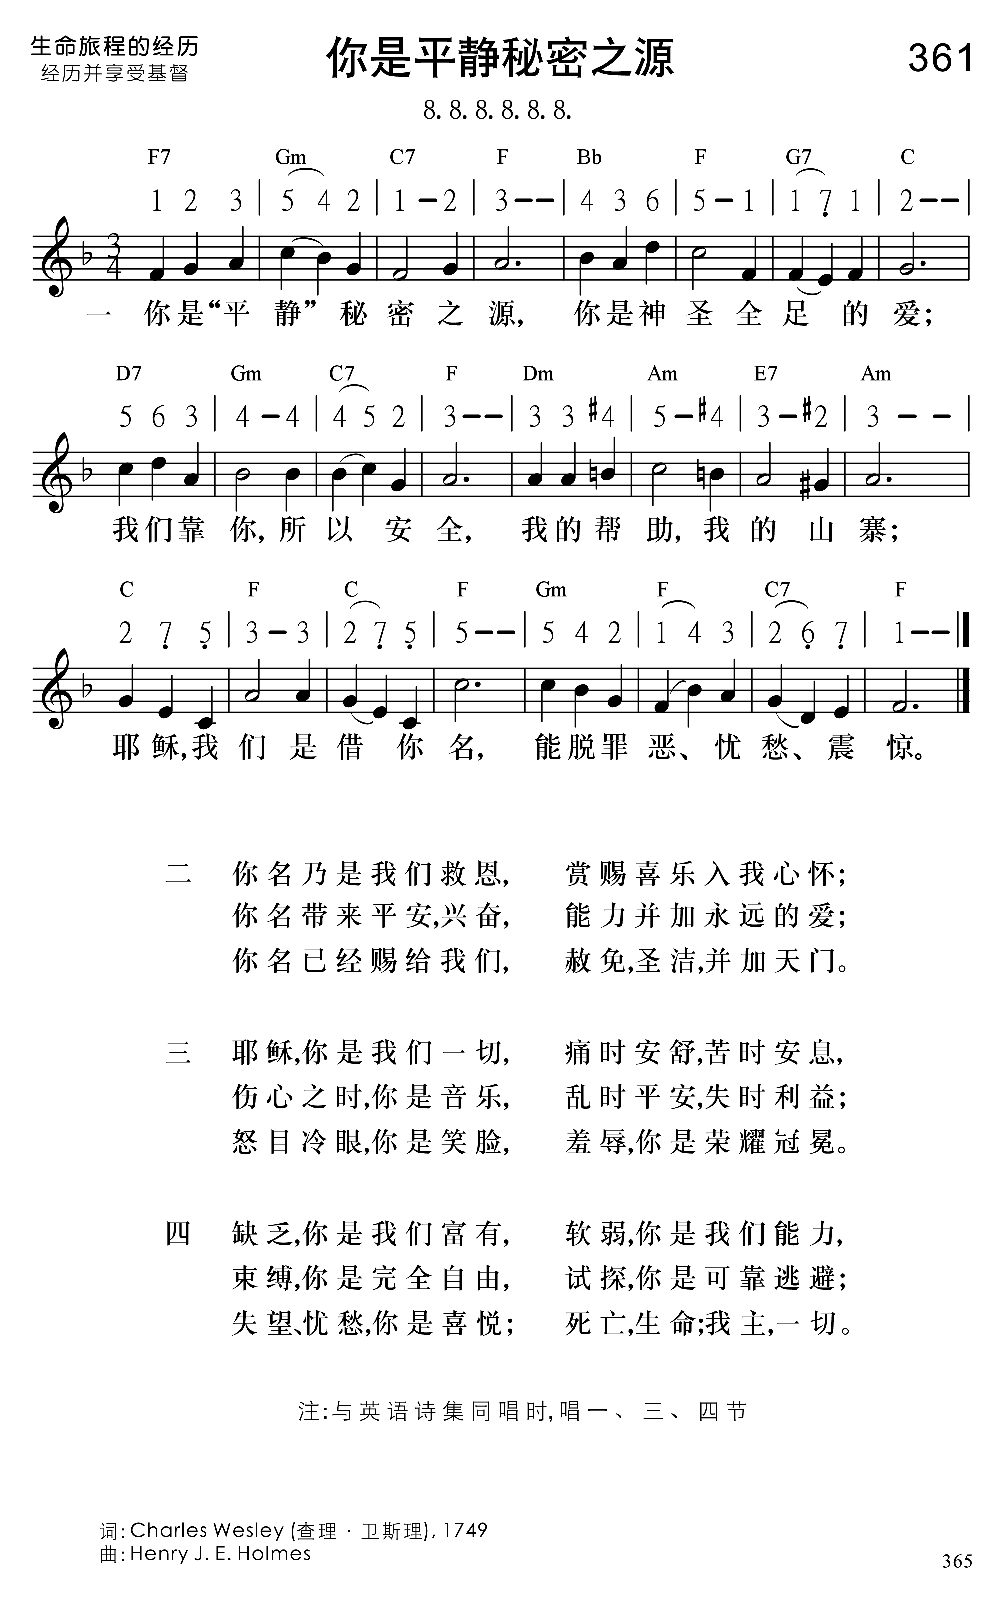 生命旅程的经历
经历并享受基督
你是平静秘密之源
361
8. 8. 8. 8. 8. 8.
F7 Gm C7 F Bb F G7 C
1 2 3 | 5 4 2 | 1 - 2 | 3 - - | 4 3 6 | 5 - 1 | 1 7̣ 1 | 2 - - |
3
4
一 你是“平 静” 秘 密 之 源, 你是神 圣 全 足 的 爱;
D7 Gm C7 F Dm Am E7 Am
5 6 3 | 4 - 4 | 4 5 2 | 3 - - | 3 3 #4 | 5 - #4 | 3 - #2 | 3 - - |
我们靠 你, 所 以 安 全, 我的帮 助, 我 的 山 寨;
C F C F Gm F C7 F
2 7̣ 5̣ | 3 - 3 | 2 7̣ 5̣ | 5 - - | 5 4 2 | 1 4 3 | 2 6̣ 7̣ | 1 - - ‖
耶 稣,我 们 是 借 你 名, 能脱罪 恶、 忧 愁、 震 惊。
二 你名乃是我们救恩, 赏赐喜乐入我心怀;
你名带来平安,兴奋, 能力并加永远的爱;
你名已经赐给我们, 赦免,圣洁,并加天门。
三 耶稣,你是我们一切, 痛时安舒,苦时安息,
伤心之时,你是音乐, 乱时平安,失时利益;
怒目冷眼,你是笑脸, 羞辱,你是荣耀冠冕。
四 缺乏,你是我们富有, 软弱,你是我们能力,
束缚,你是完全自由, 试探,你是可靠逃避;
失望、忧愁,你是喜悦; 死亡,生命;我主,一切。
注:与英语诗集同唱时,唱一、三、四节
词: Charles Wesley (查理 · 卫斯理), 1749
曲: Henry J. E. Holmes
365